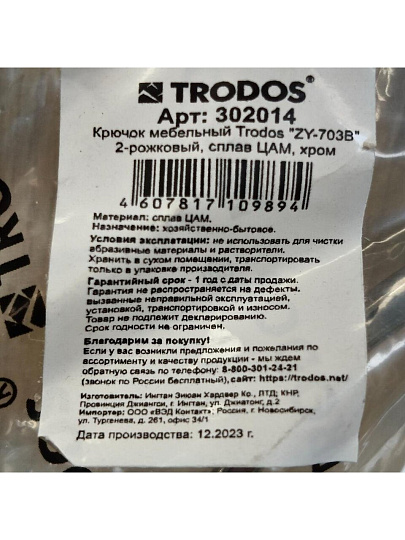 TRODOS®
Арт: 302014
Крючок мебельный Trodos "ZY-703B"
2-рожковый, сплав ЦАМ, хром
4 607817 109894
Материал: сплав ЦАМ.
Назначение: хозяйственно-бытовое.
Условия эксплатации: не использовать для чистки
абразивные материалы и растворители.
Хранить в сухом помещении, транспортировать
только в упаковке производителя.
Гарантийный срок - 1 год с даты продажи.
Гарантия не распространяется на дефекты,
вызванные неправильной эксплуатацией,
установкой, транспортировкой и износом.
Товар не подлежит декларированию.
Срок годности не ограничен.
Благодарим за покупку!
Если у вас возникли предложения и пожелания по
ассортименту и качеству продукции - мы ждем
обратную связь по телефону: 8-800-301-24-21
(звонок по России бесплатный), сайт: https://trodos.net/
Изготовитель: Ингтан Зиюан Хардвер Ко., ЛТД; КНР,
Провинция Джиангси, г. Ингтан, ул. Джиатонг, д.2
Импортер: ООО «ВЭД Контакт»; Россия, г. Новосибирск,
ул. Тургенева, д. 261, офис 34/1
Дата производства: 12.2023 г.